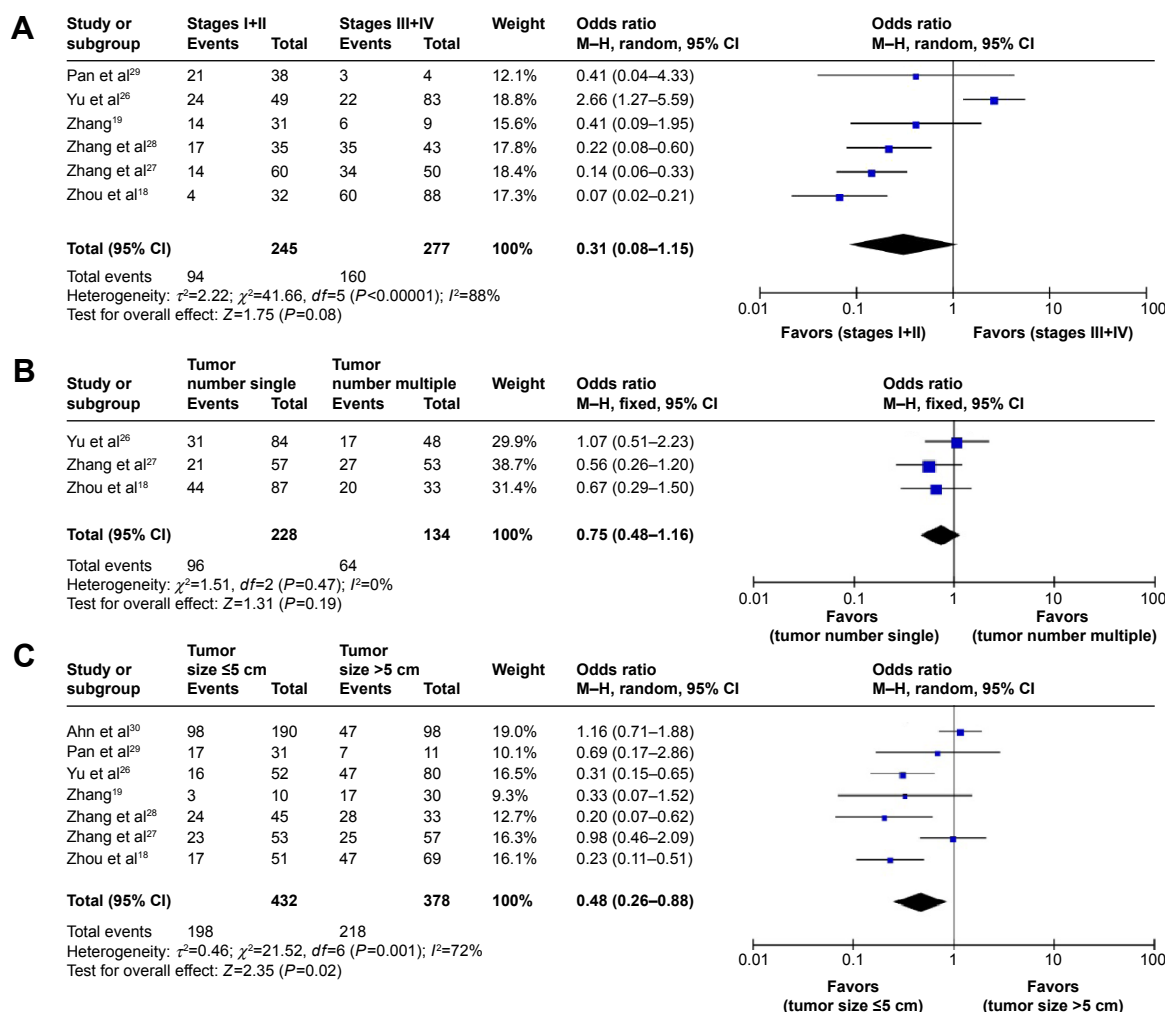 A
Study or subgroup Stages I+II Events Total Stages III+IV Events Total Weight Odds ratio M–H, random, 95% CI Odds ratio M–H, random, 95% CI
Pan et al29 21 38 3 4 12.1% 0.41 (0.04–4.33)
Yu et al26 24 49 22 83 18.8% 2.66 (1.27–5.59)
Zhang19 14 31 6 9 15.6% 0.41 (0.09–1.95)
Zhang et al28 17 35 35 43 17.8% 0.22 (0.08–0.60)
Zhang et al27 14 60 34 50 18.4% 0.14 (0.06–0.33)
Zhou et al18 4 32 60 88 17.3% 0.07 (0.02–0.21)
Total (95% CI) 245 277 100% 0.31 (0.08–1.15)
Total events 94 160
Heterogeneity: τ²=2.22; χ²=41.66, df=5 (P<0.00001); I²=88%
Test for overall effect: Z=1.75 (P=0.08)
0.01 0.1 1 10 100
Favors (stages I+II) Favors (stages III+IV)
B
Study or subgroup Tumor number single Events Total Tumor number multiple Events Total Weight Odds ratio M–H, fixed, 95% CI Odds ratio M–H, fixed, 95% CI
Yu et al26 31 84 17 48 29.9% 1.07 (0.51–2.23)
Zhang et al27 21 57 27 53 38.7% 0.56 (0.26–1.20)
Zhou et al18 44 87 20 33 31.4% 0.67 (0.29–1.50)
Total (95% CI) 228 134 100% 0.75 (0.48–1.16)
Total events 96 64
Heterogeneity: χ²=1.51, df=2 (P=0.47); I²=0%
Test for overall effect: Z=1.31 (P=0.19)
0.01 0.1 1 10 100
Favors (tumor number single) Favors (tumor number multiple)
C
Study or subgroup Tumor size ≤5 cm Events Total Tumor size >5 cm Events Total Weight Odds ratio M–H, random, 95% CI Odds ratio M–H, random, 95% CI
Ahn et al30 98 190 47 98 19.0% 1.16 (0.71–1.88)
Pan et al29 17 31 7 11 10.1% 0.69 (0.17–2.86)
Yu et al26 16 52 47 80 16.5% 0.31 (0.15–0.65)
Zhang19 3 10 17 30 9.3% 0.33 (0.07–1.52)
Zhang et al28 24 45 28 33 12.7% 0.20 (0.07–0.62)
Zhang et al27 23 53 25 57 16.3% 0.98 (0.46–2.09)
Zhou et al18 17 51 47 69 16.1% 0.23 (0.11–0.51)
Total (95% CI) 432 378 100% 0.48 (0.26–0.88)
Total events 198 218
Heterogeneity: τ²=0.46; χ²=21.52, df=6 (P=0.001); I²=72%
Test for overall effect: Z=2.35 (P=0.02)
0.01 0.1 1 10 100
Favors (tumor size ≤5 cm) Favors (tumor size >5 cm)